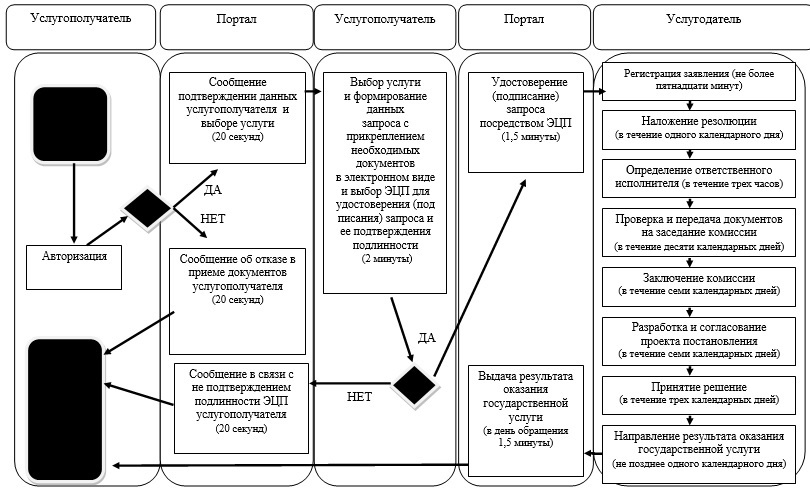 Услугополучатель
Портал
Услугополучатель
Портал
Услугодатель
Авторизация
Сообщение
подтверждении данных
услугополучателя и
выборе услуги
(20 секунд)
ДА
НЕТ
Сообщение об отказе в
приеме документов
услугополучателя
(20 секунд)
Сообщение в связи с
не подтверждением
подлинности ЭЦП
услугополучателя
(20 секунд)
Выбор услуги
и формирование
данных
запроса с
прикреплением
необходимых
документов
в электронном виде
и выбор ЭЦП для
удостоверения (под
писания) запроса и
ее подтверждения
подлинности
(2 минуты)
ДА
НЕТ
Удостоверение
(подписание)
запроса
посредством ЭЦП
(1,5 минуты)
Выдача результата
оказания
государственной
услуги
(в день обращения
1,5 минуты)
Регистрация заявления (не более
пятнадцати минут)
Наложение резолюции
(в течение одного календарного дня)
Определение ответственного
исполнителя (в течение трех часов)
Проверка и передача документов
на заседание комиссии
(в течение десяти календарных дней)
Заключение комиссии
(в течение семи календарных дней)
Разработка и согласование
проекта постановления
(в течение семи календарных дней)
Принятие решение
(в течение трех календарных дней)
Направление результата оказания
государственной услуги
(не позднее одного календарного дня)